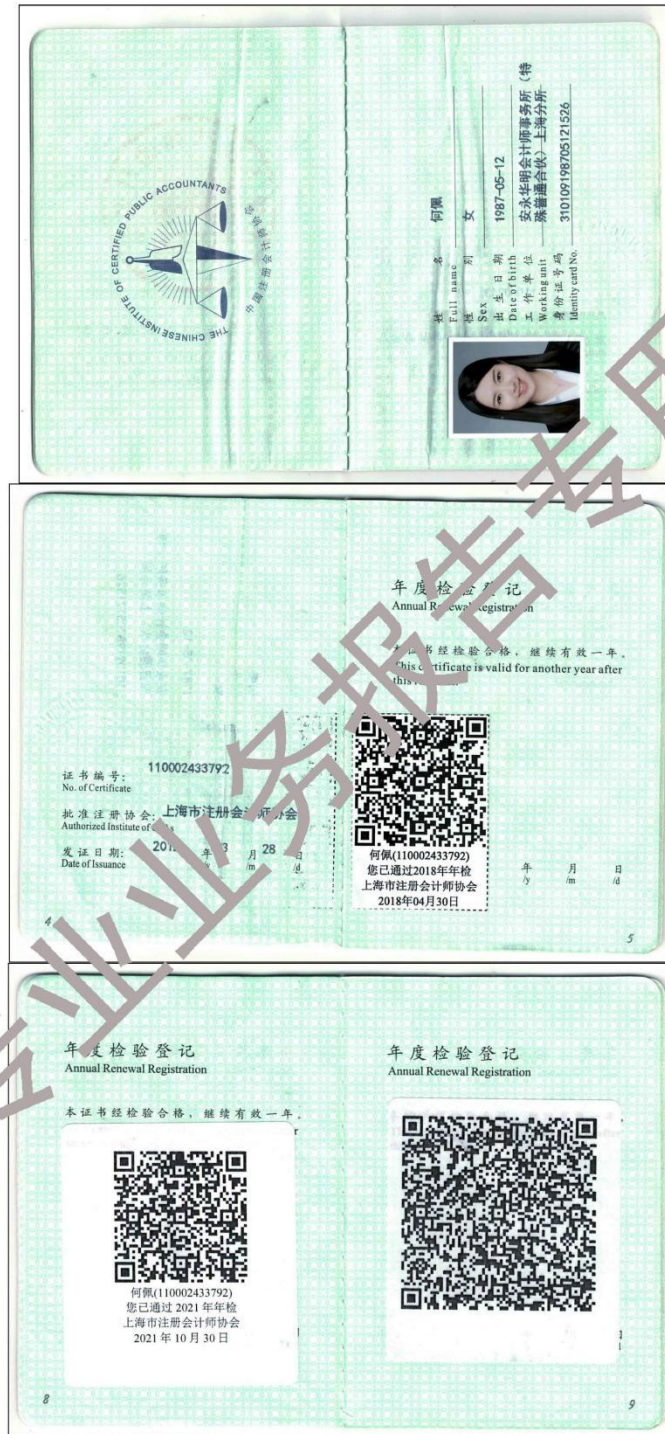 THE CHINESE INSTITUTE OF CERTIFIED PUBLIC ACCOUNTANTS
中国注册会计师协会
姓名 何佩
Full name
性别 女
Sex
出生日期 1987-05-12
Date of birth
工作单位 安永华明会计师事务所（特
Working unit 殊普通合伙）上海分所
身份证号码 310109198705121526
Identity card No.
证书编号: 110002433792
No. of Certificate
批准注册协会: 上海市注册会计师协会
Authorized Institute of
发证日期: 年 月 28 日
Date of Issuance /y /m /d
4
年度检验登记
Annual Renewal Registration
本证书经检验合格，继续有效一年。
This certificate is valid for another year after
this
何佩(110002433792)
您已通过2018年年检
上海市注册会计师协会
2018年04月30日
年 月 日
/y /m /d
5
年度检验登记
Annual Renewal Registration
本证书经检验合格，继续有效一年。
何佩(110002433792)
您已通过 2021 年年检
上海市注册会计师协会
2021 年 10 月 30 日
8
年度检验登记
Annual Renewal Registration
9
专业业务报告专用